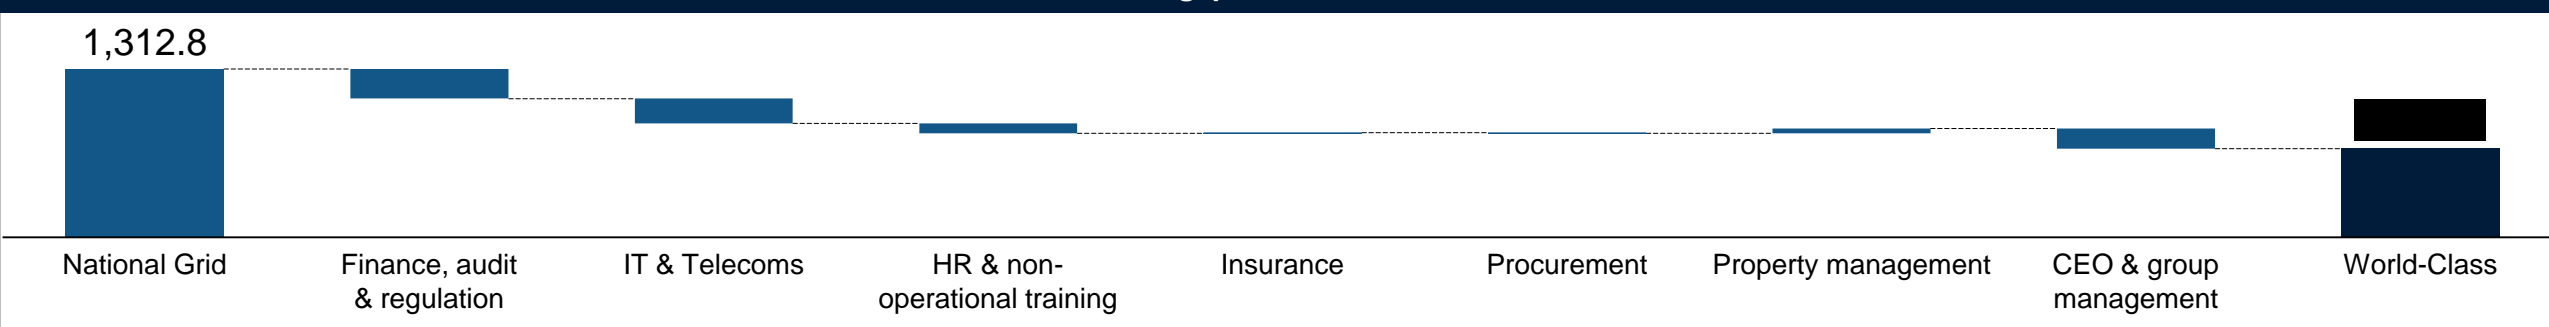 1,312.8
National Grid
Finance, audit
& regulation
IT & Telecoms
HR & non-
operational training
Insurance
Procurement
Property management
CEO & group
management
World-Class